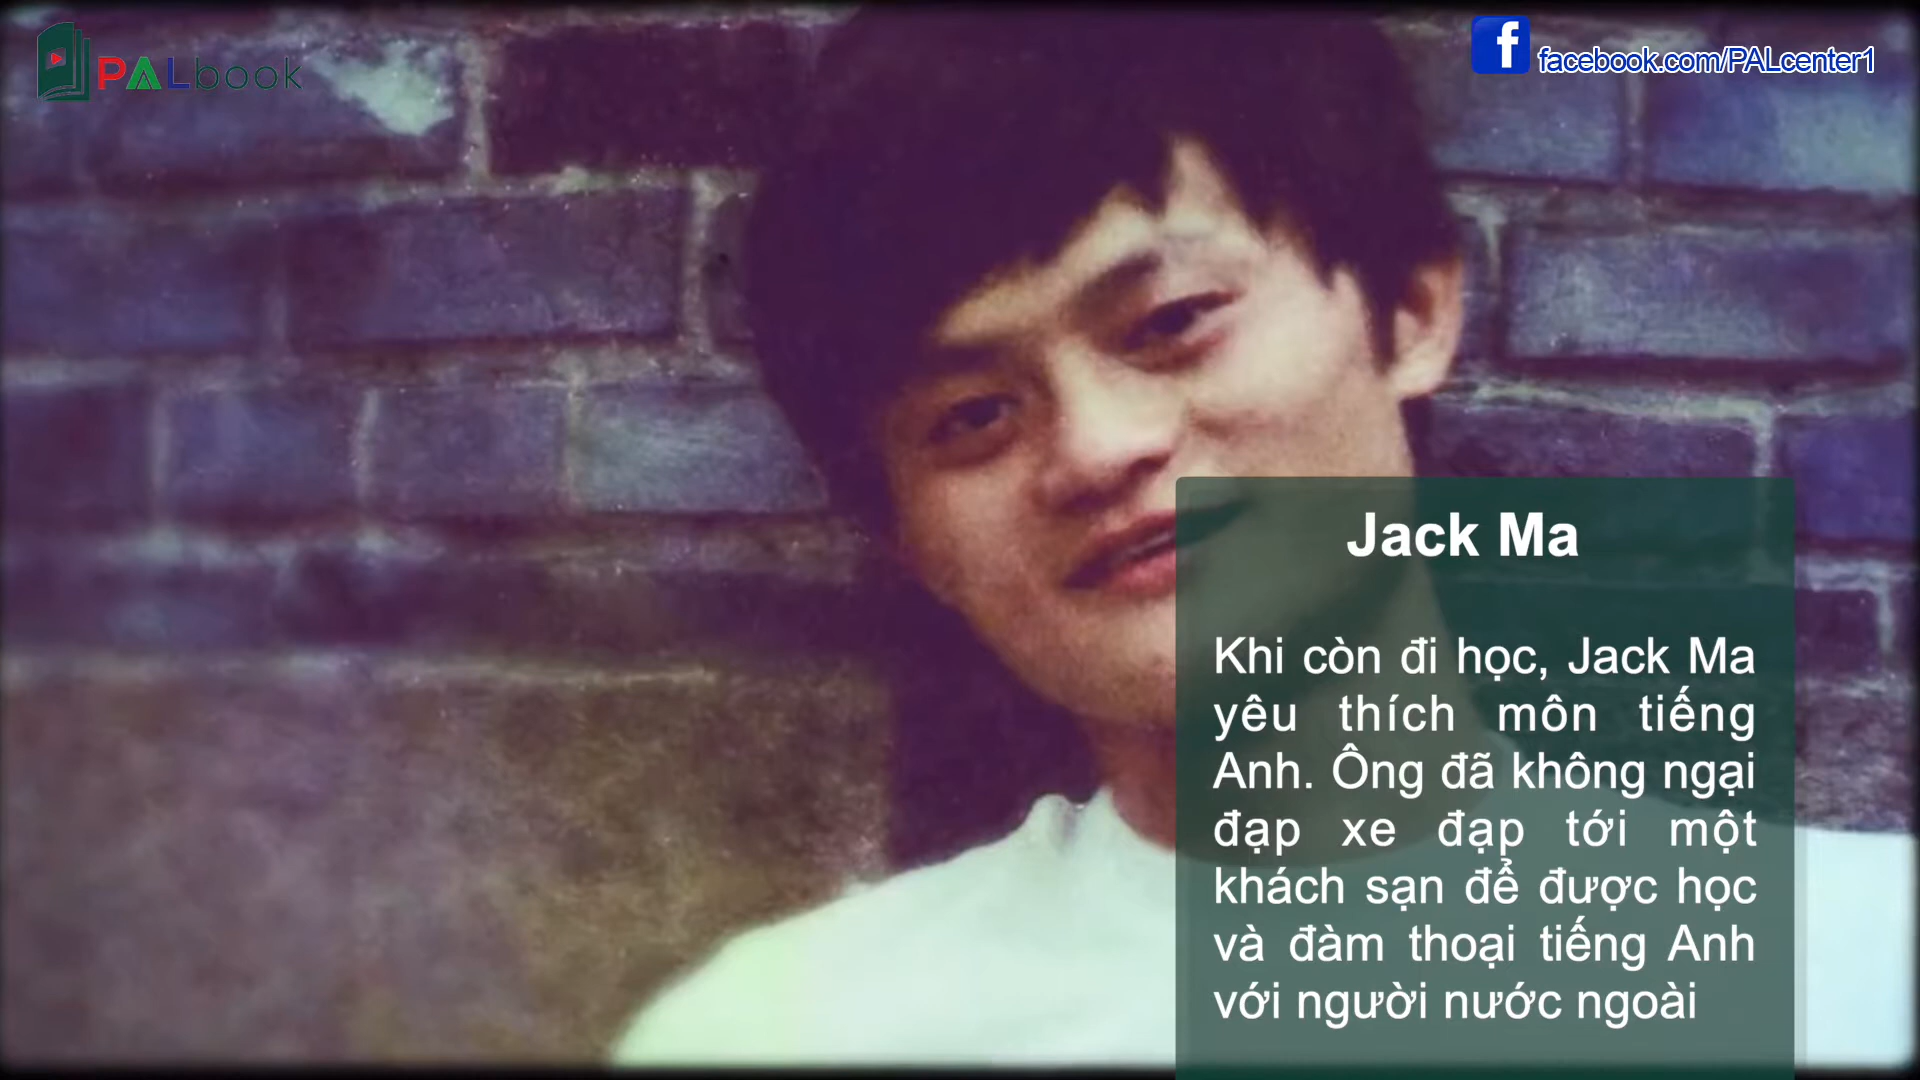 PALbook
facebook.com/PALcenter1
Jack Ma
Khi còn đi học, Jack Ma
yêu thích môn tiếng
Anh. Ông đã không ngại
đạp xe đạp tới một
khách sạn để được học
và đàm thoại tiếng Anh
với người nước ngoài